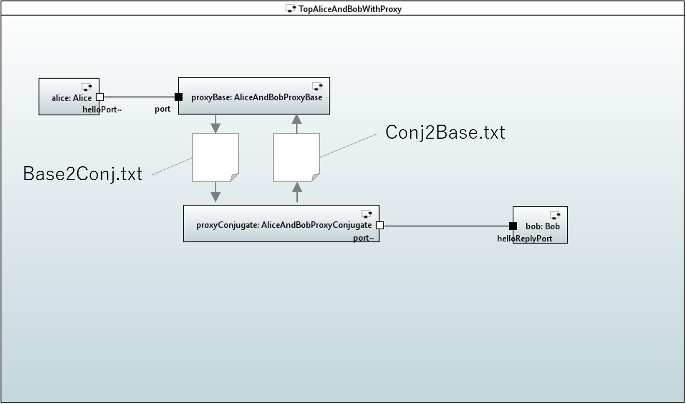 TopAliceAndBobWithProxy
alice: Alice
helloPort~
port
proxyBase: AliceAndBobProxyBase
Base2Conj.txt
Conj2Base.txt
proxyConjugate: AliceAndBobProxyConjugate
port~
bob: Bob
helloReplyPort